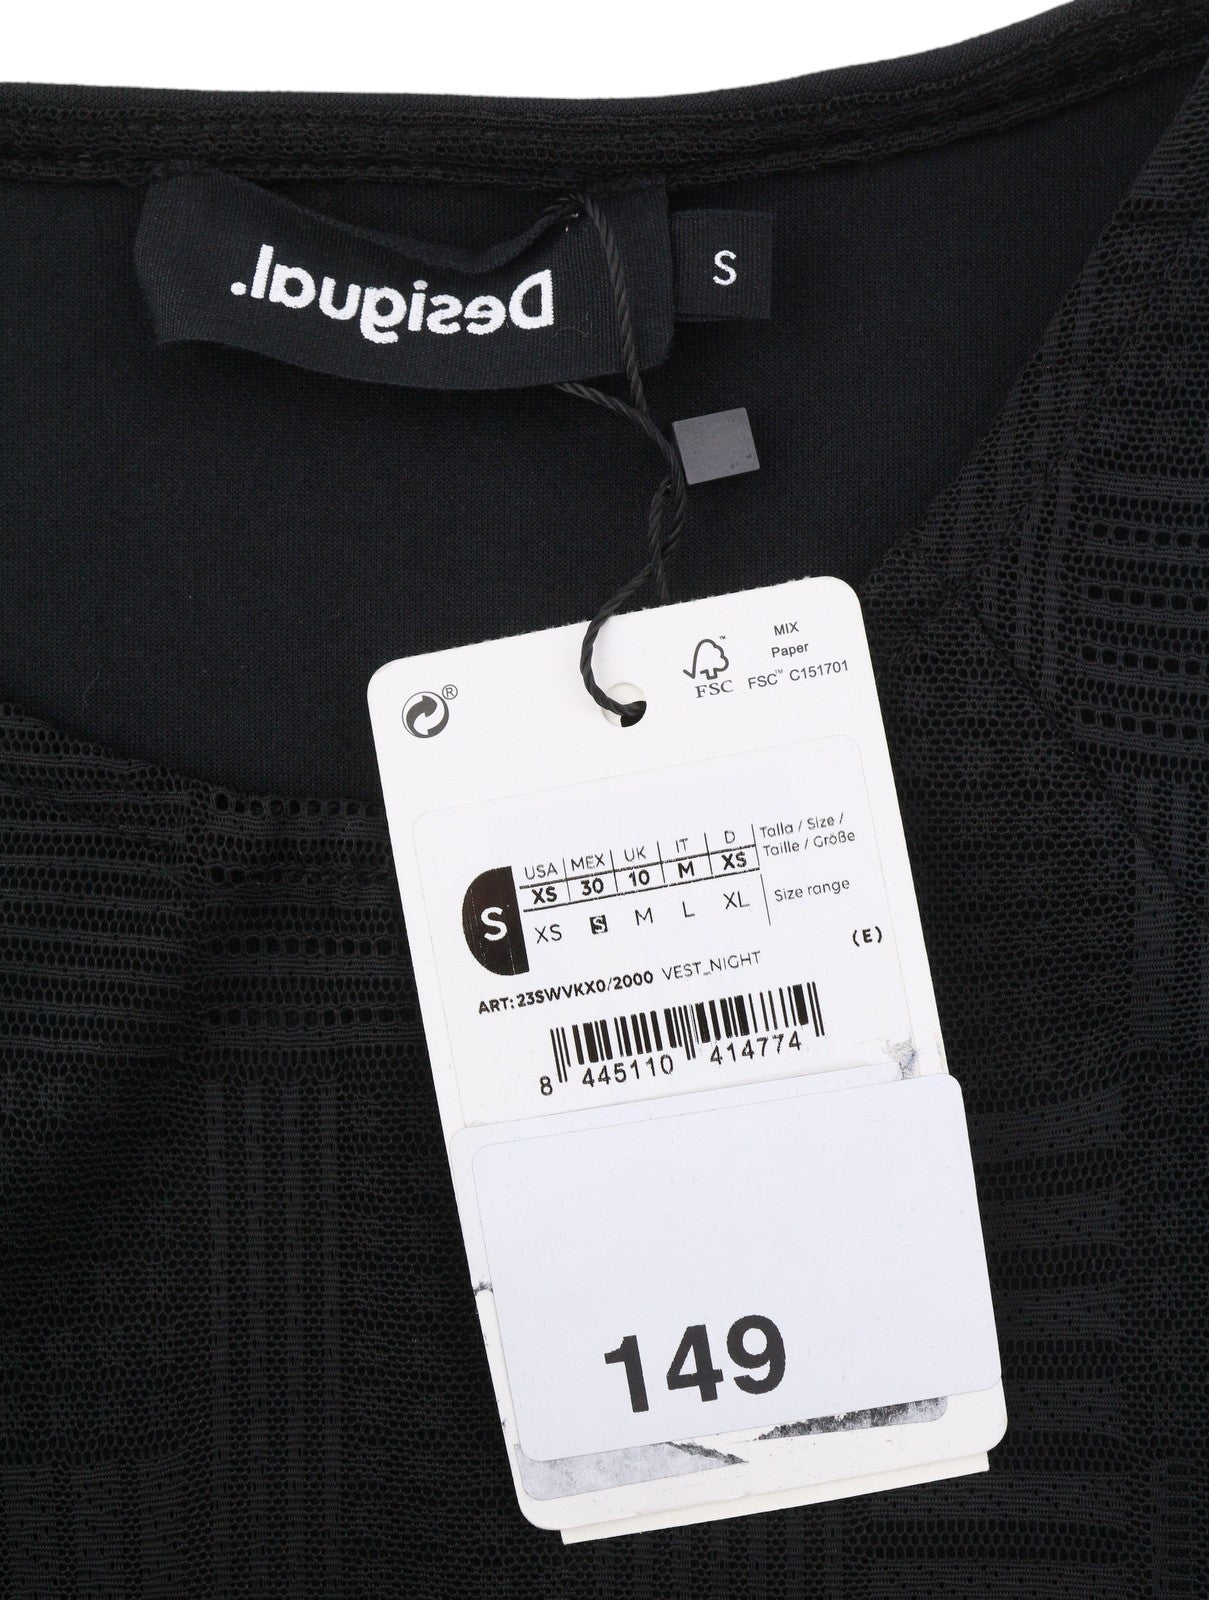 Desigual.
S
®
FSC™
MIX
Paper
FSC™ C151701
S
USA MEX UK IT D Talla / Size /
XS 30 10 M XS Taille / Größe
XS S M L XL Size range
(E)
ART: 23SWVKX0/2000 VEST_NIGHT
8 445110 414774
149